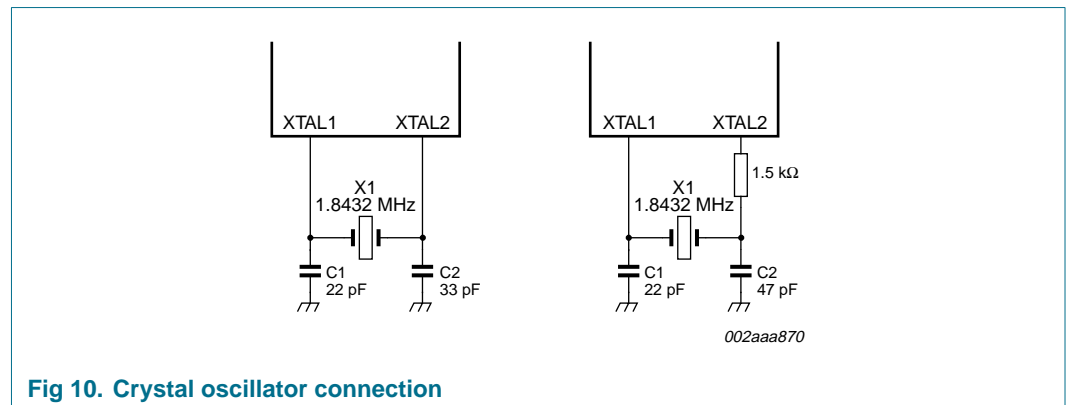 XTAL1 XTAL2
X1
1.8432 MHz
C1
22 pF
C2
33 pF
XTAL1 XTAL2
1.5 kΩ
X1
1.8432 MHz
C1
22 pF
C2
47 pF
002aaa870
Fig 10. Crystal oscillator connection